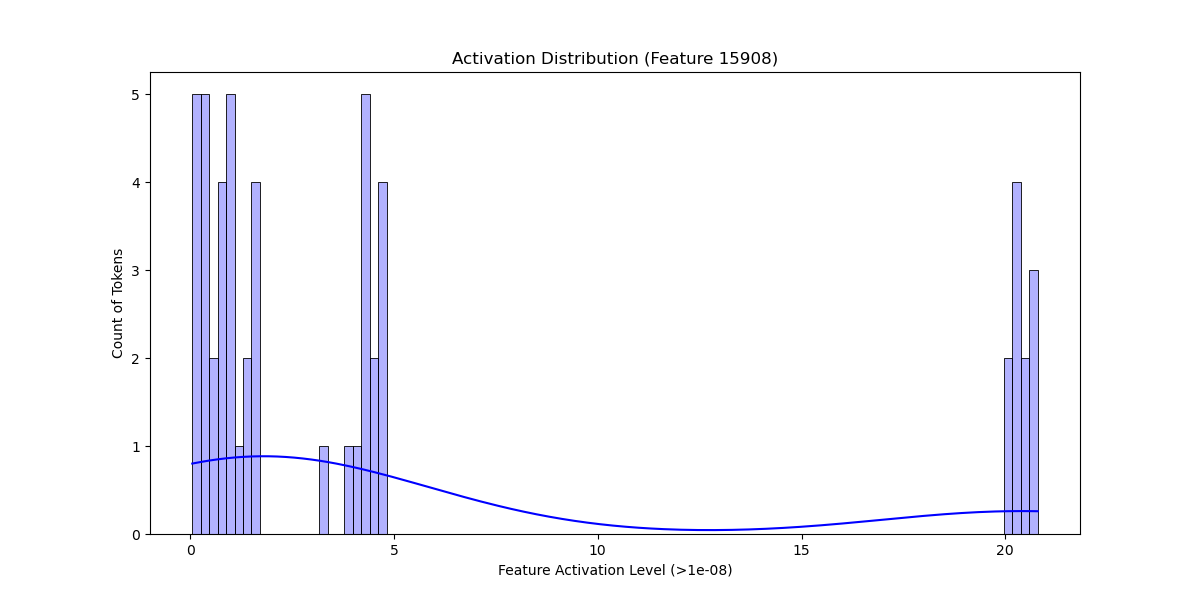 Activation Distribution (Feature 15908)
Count of Tokens
5
4
3
2
1
0
0 5 10 15 20
Feature Activation Level (>1e-08)